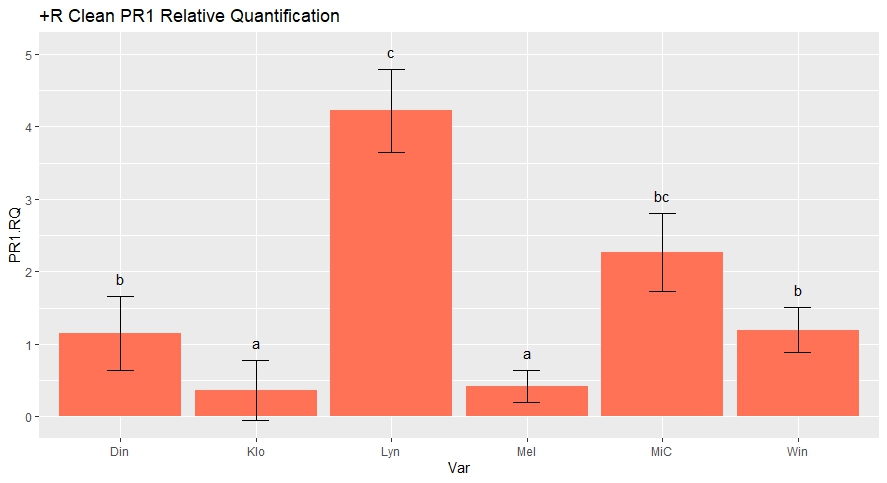 +R Clean PR1 Relative Quantification
PR1.RQ
5
4
3
2
1
0
b
a
c
a
bc
b
Din
Klo
Lyn
Mel
MiC
Win
Var